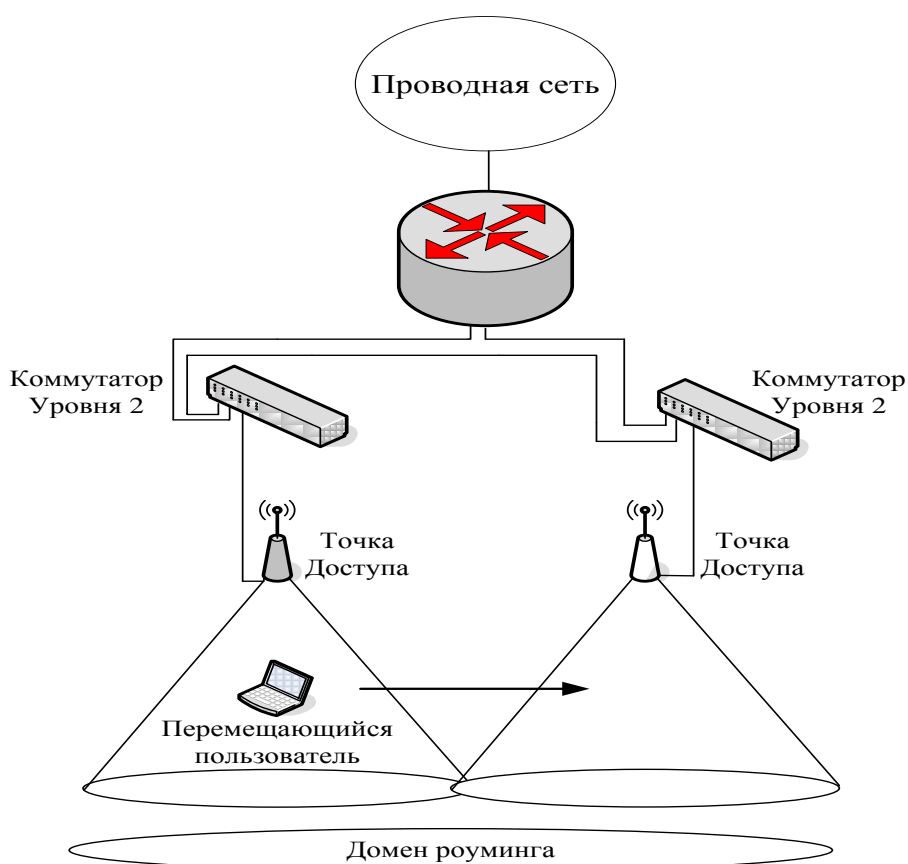 Проводная сеть
Коммутатор
Уровня 2
Коммутатор
Уровня 2
Точка
Доступа
Точка
Доступа
Перемещающийся
пользователь
Домен роуминга